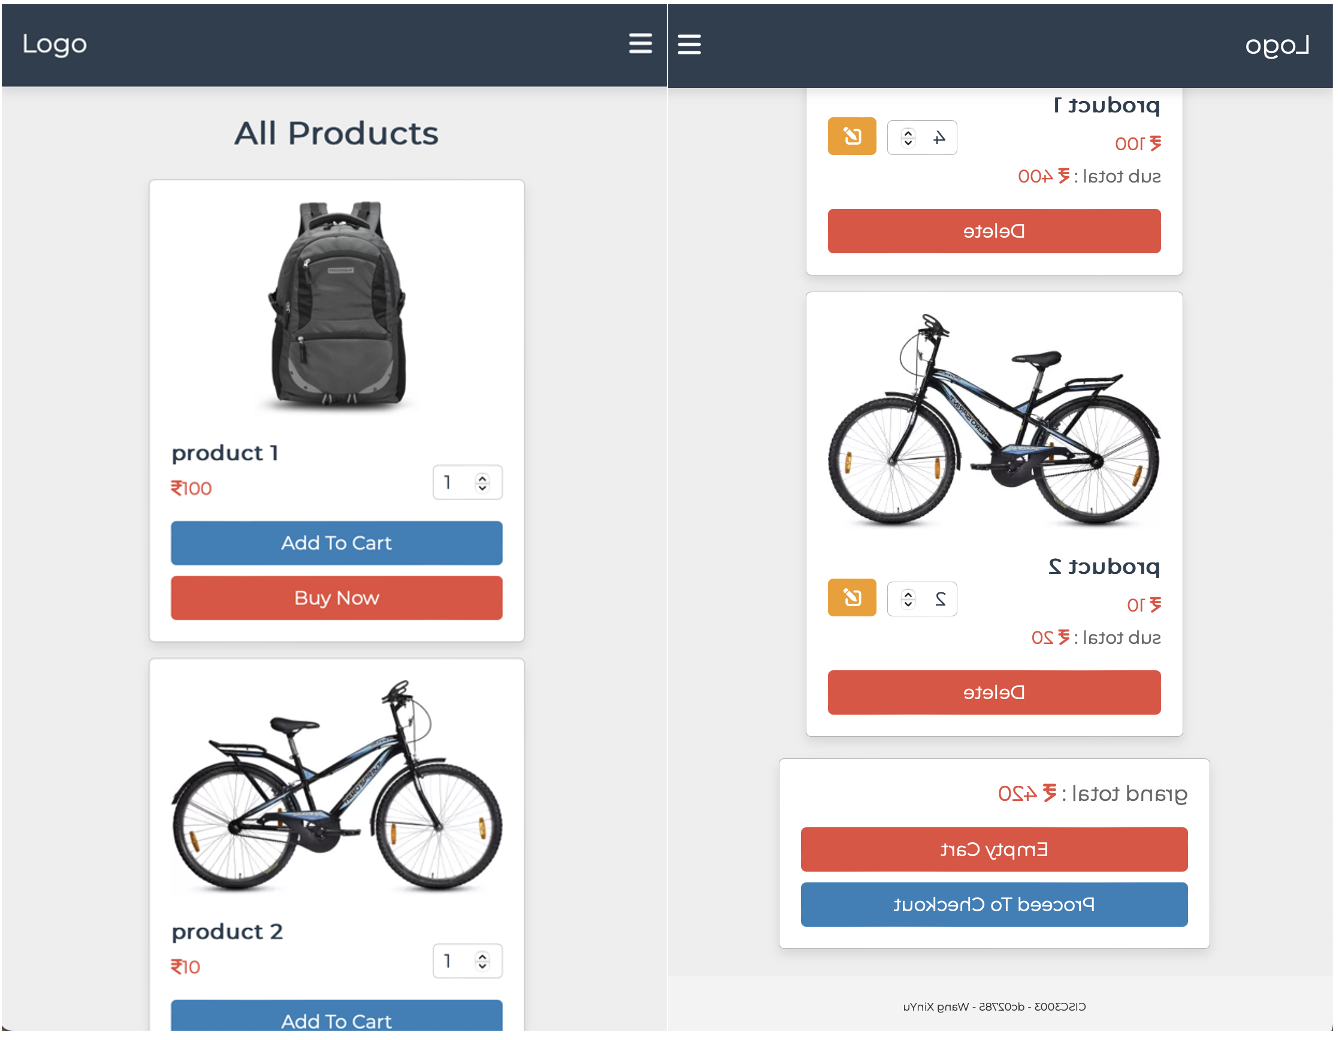 Logo
All Products
product 1
₹100
1
Add To Cart
Buy Now
product 2
₹10
1
Add To Cart
Logo
product 1
₹ 100
4
sub total : ₹ 400
Delete
product 2
₹ 10
2
sub total : ₹ 20
Delete
grand total : ₹ 420
Empty Cart
Proceed To Checkout
CISC3003 - dc02785 - Wang XinYu